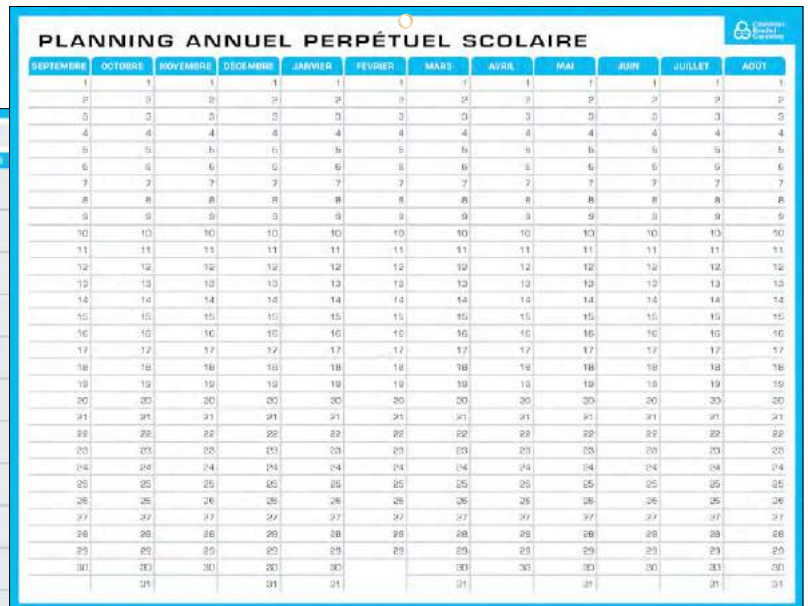 PLANNING ANNUEL PERPÉTUEL SCOLAIRE
SEPTEMBRE OCTOBRE NOVEMBRE DÉCEMBRE JANVIER FÉVRIER MARS AVRIL MAI JUIN JUILLET AOÛT
1 1 1 1 1 1 1 1 1 1 1 1
2 2 2 2 2 2 2 2 2 2 2 2
3 3 3 3 3 3 3 3 3 3 3 3
4 4 4 4 4 4 4 4 4 4 4 4
5 5 5 5 5 5 5 5 5 5 5 5
6 6 6 6 6 6 6 6 6 6 6 6
7 7 7 7 7 7 7 7 7 7 7 7
8 8 8 8 8 8 8 8 8 8 8 8
9 9 9 9 9 9 9 9 9 9 9 9
10 10 10 10 10 10 10 10 10 10 10 10
11 11 11 11 11 11 11 11 11 11 11 11
12 12 12 12 12 12 12 12 12 12 12 12
13 13 13 13 13 13 13 13 13 13 13 13
14 14 14 14 14 14 14 14 14 14 14 14
15 15 15 15 15 15 15 15 15 15 15 15
16 16 16 16 16 16 16 16 16 16 16 16
17 17 17 17 17 17 17 17 17 17 17 17
18 18 18 18 18 18 18 18 18 18 18 18
19 19 19 19 19 19 19 19 19 19 19 19
20 20 20 20 20 20 20 20 20 20 20 20
21 21 21 21 21 21 21 21 21 21 21 21
22 22 22 22 22 22 22 22 22 22 22 22
23 23 23 23 23 23 23 23 23 23 23 23
24 24 24 24 24 24 24 24 24 24 24 24
25 25 25 25 25 25 25 25 25 25 25 25
26 26 26 26 26 26 26 26 26 26 26 26
27 27 27 27 27 27 27 27 27 27 27 27
28 28 28 28 28 28 28 28 28 28 28 28
29 29 29 29 29 29 29 29 29 29 29 29
30 30 30 30 30 30 30 30 30 30 30
31 31 31 31 31 31 31